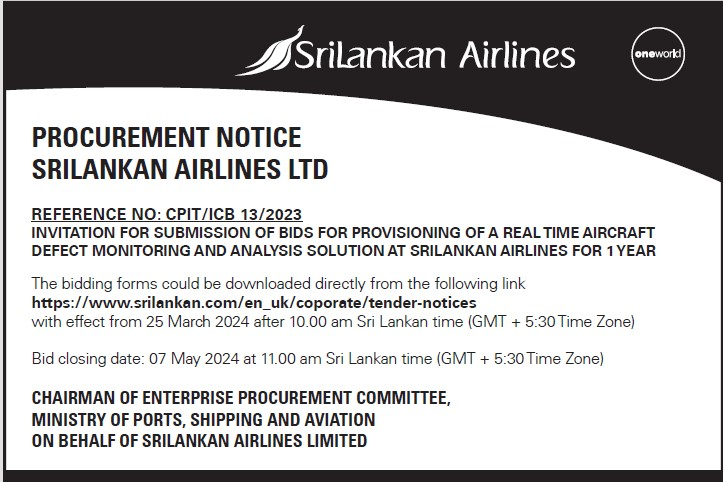 SriLankan Airlines
oneworld
PROCUREMENT NOTICE
SRILANKAN AIRLINES LTD
REFERENCE NO: CPIT/ICB 13/2023
INVITATION FOR SUBMISSION OF BIDS FOR PROVISIONING OF A REAL TIME AIRCRAFT
DEFECT MONITORING AND ANALYSIS SOLUTION AT SRILANKAN AIRLINES FOR 1 YEAR
The bidding forms could be downloaded directly from the following link
https://www.srilankan.com/en_uk/coporate/tender-notices
with effect from 25 March 2024 after 10.00 am Sri Lankan time (GMT + 5:30 Time Zone)
Bid closing date: 07 May 2024 at 11.00 am Sri Lankan time (GMT + 5:30 Time Zone)
CHAIRMAN OF ENTERPRISE PROCUREMENT COMMITTEE,
MINISTRY OF PORTS, SHIPPING AND AVIATION
ON BEHALF OF SRILANKAN AIRLINES LIMITED